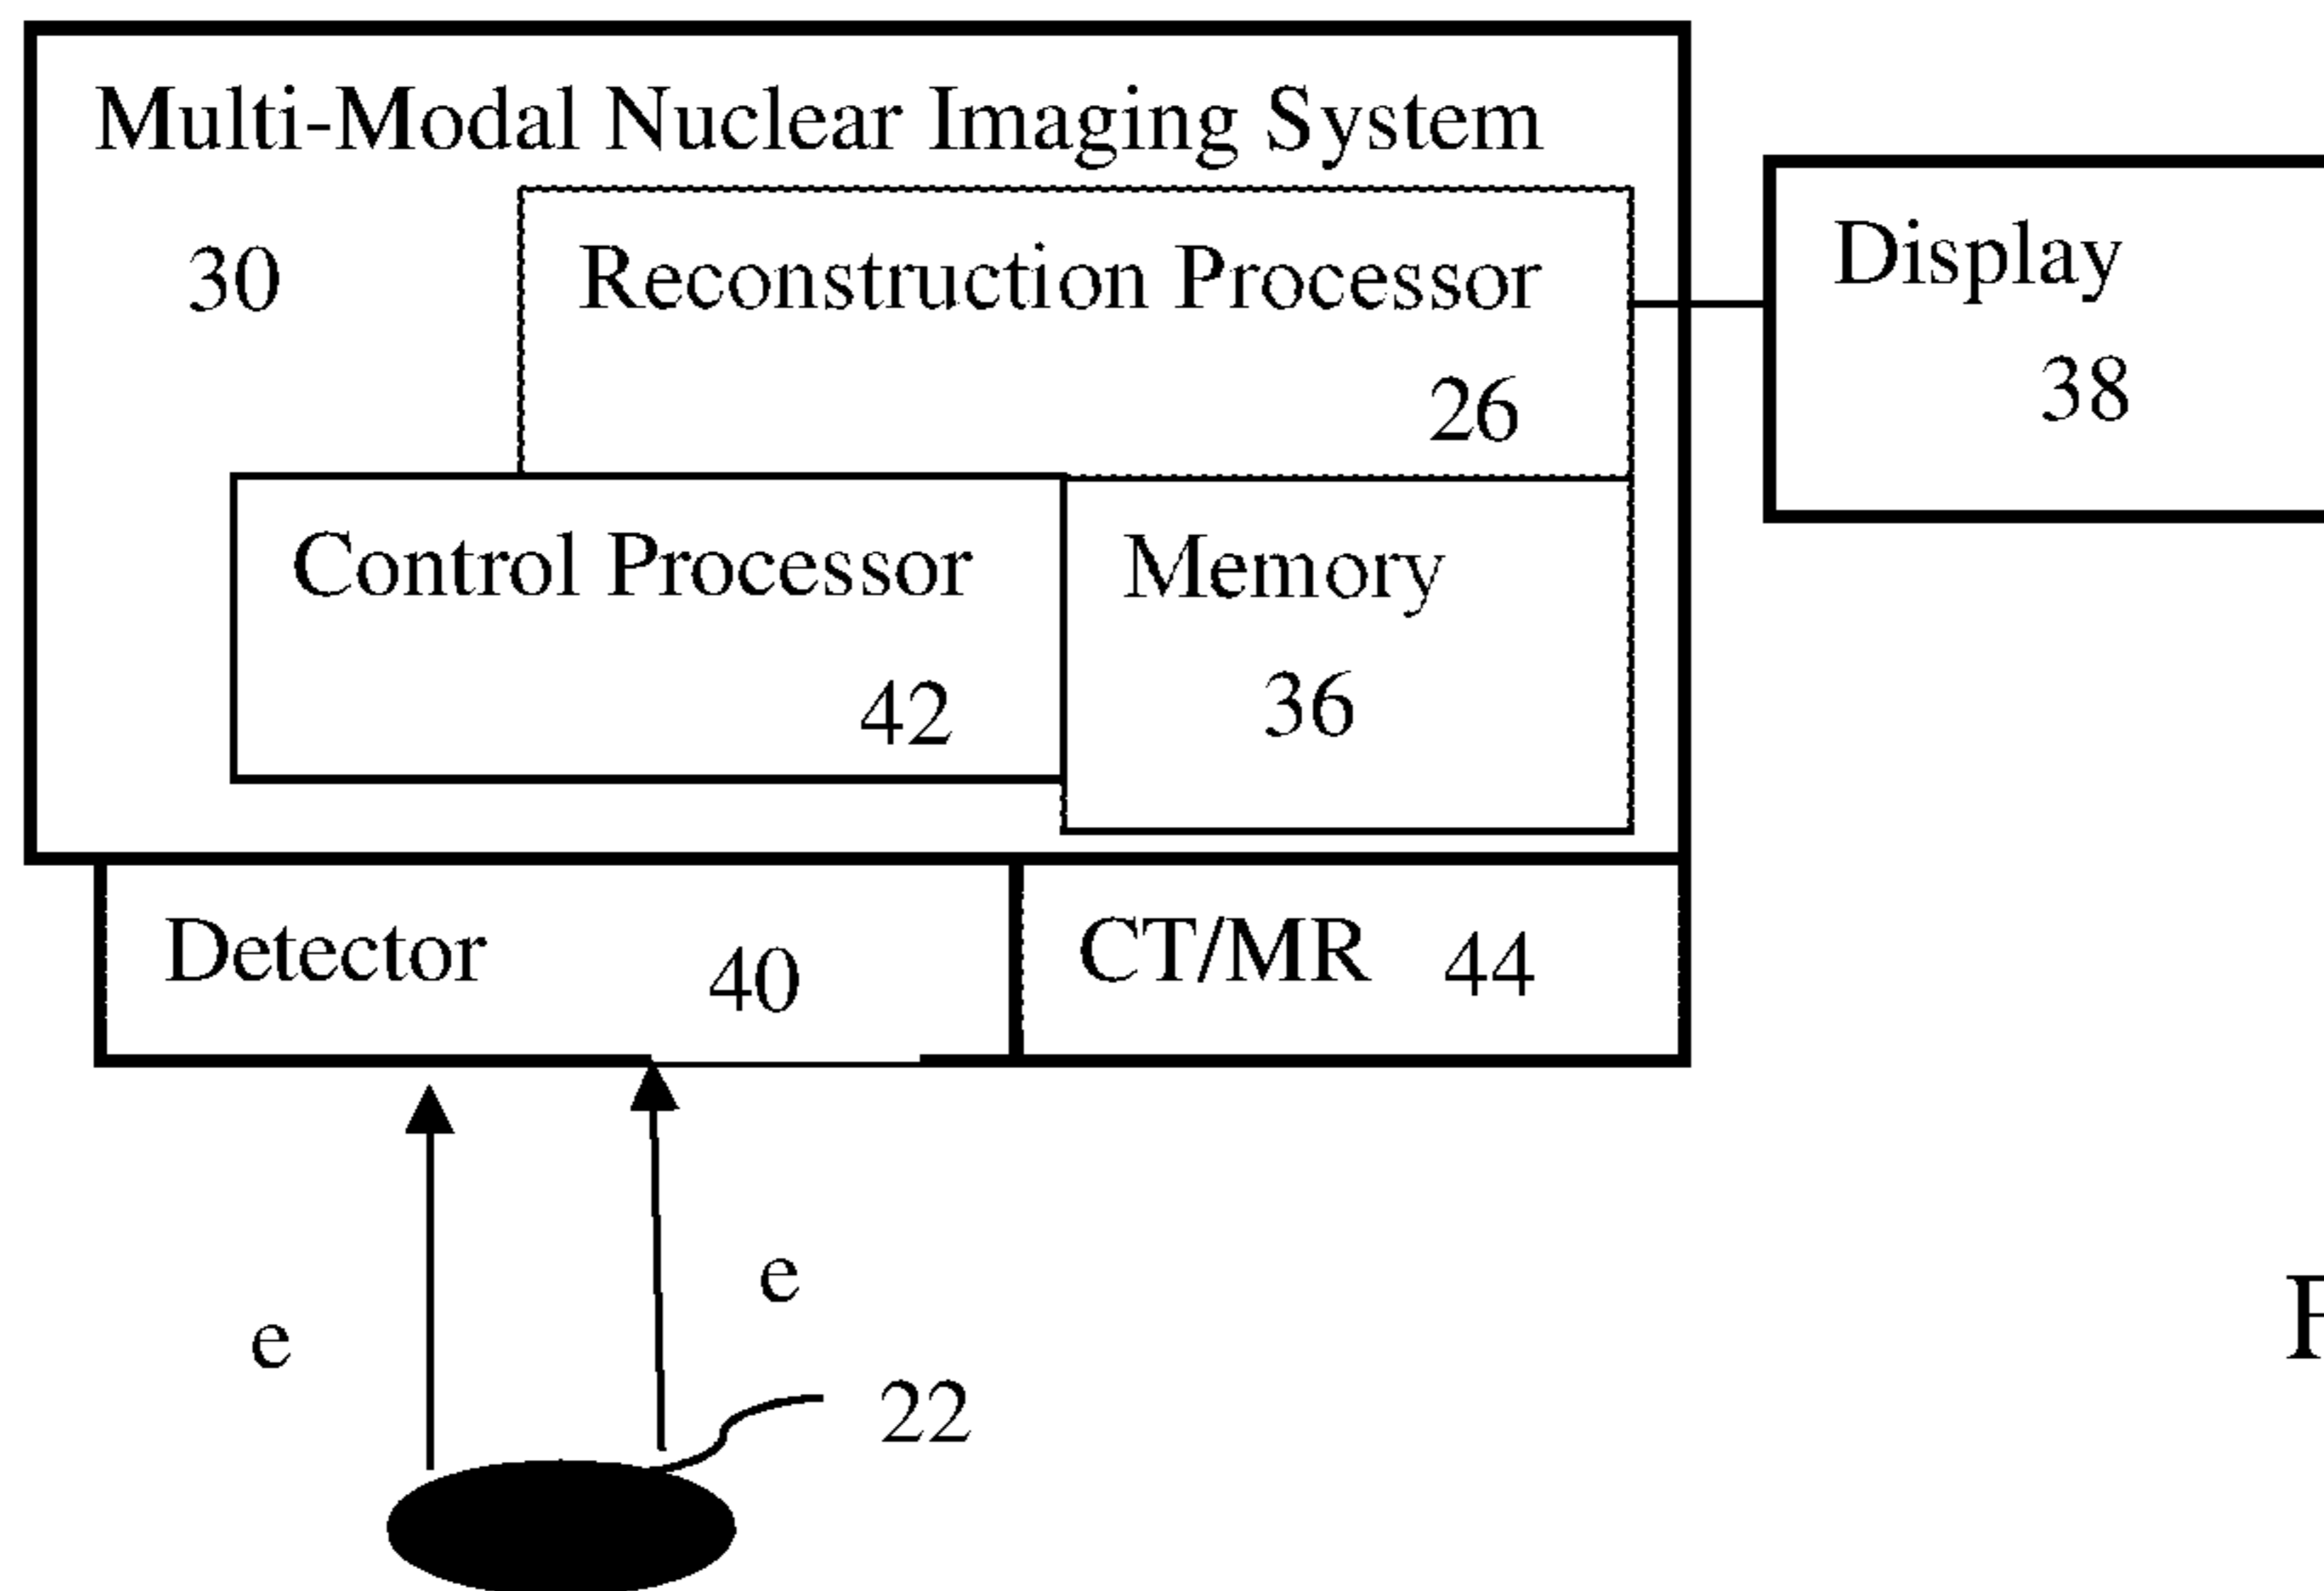 Multi-Modal Nuclear Imaging System
30
Reconstruction Processor
26
Display
38
Control Processor
42
Memory
36
Detector
40
CT/MR 44
e
e
22